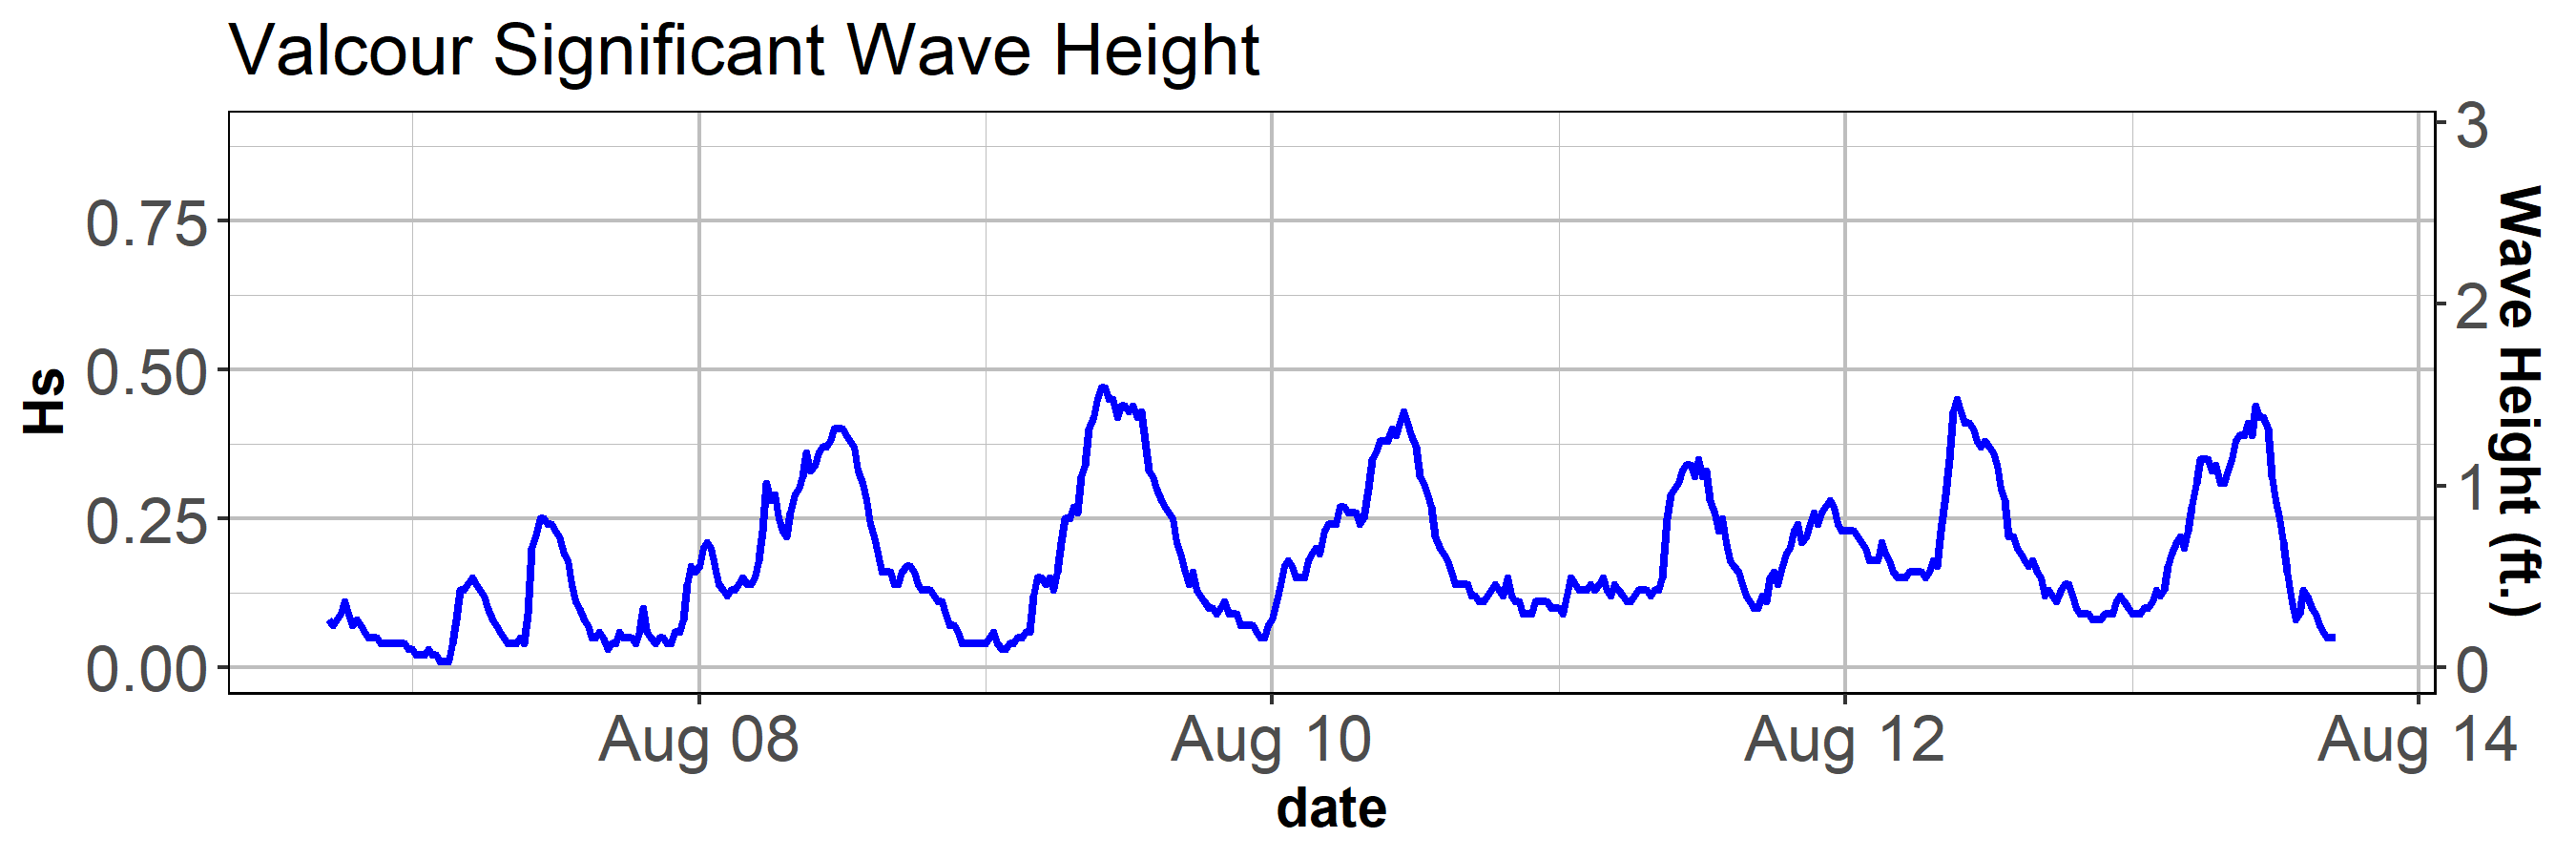 Valcour Significant Wave Height
Hs
0.75
0.50
0.25
0.00
3
2
1
0
Wave Height (ft.)
Aug 08
Aug 10
Aug 12
Aug 14
date